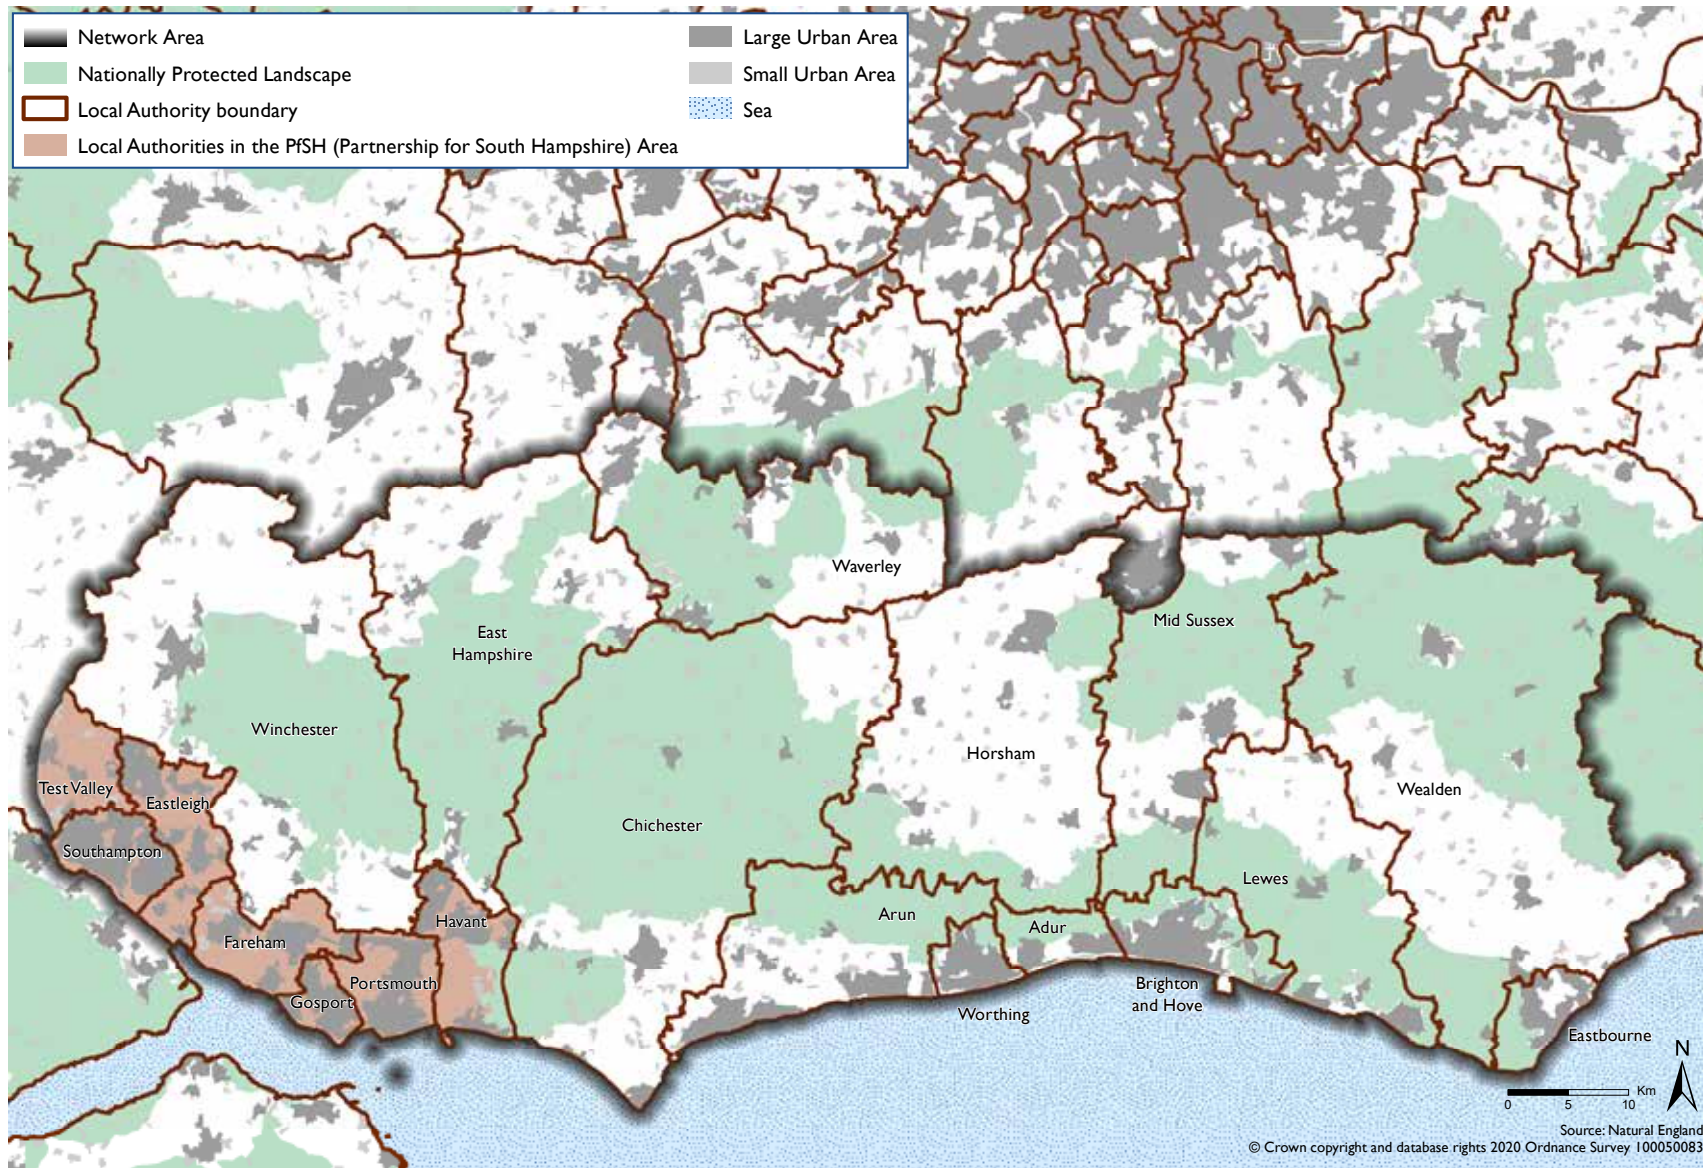 Network Area
Nationally Protected Landscape
Local Authority boundary
Local Authorities in the PfSH (Partnership for South Hampshire) Area
Large Urban Area
Small Urban Area
Sea
Waverley
Mid Sussex
East
Hampshire
Winchester
Horsham
Test Valley
Eastleigh
Wealden
Chichester
Southampton
Lewes
Havant
Arun
Adur
Fareham
Portsmouth
Gosport
Brighton
and Hove
Worthing
Eastbourne
N
Km
0 5 10
Source: Natural England
© Crown copyright and database rights 2020 Ordnance Survey 100050083